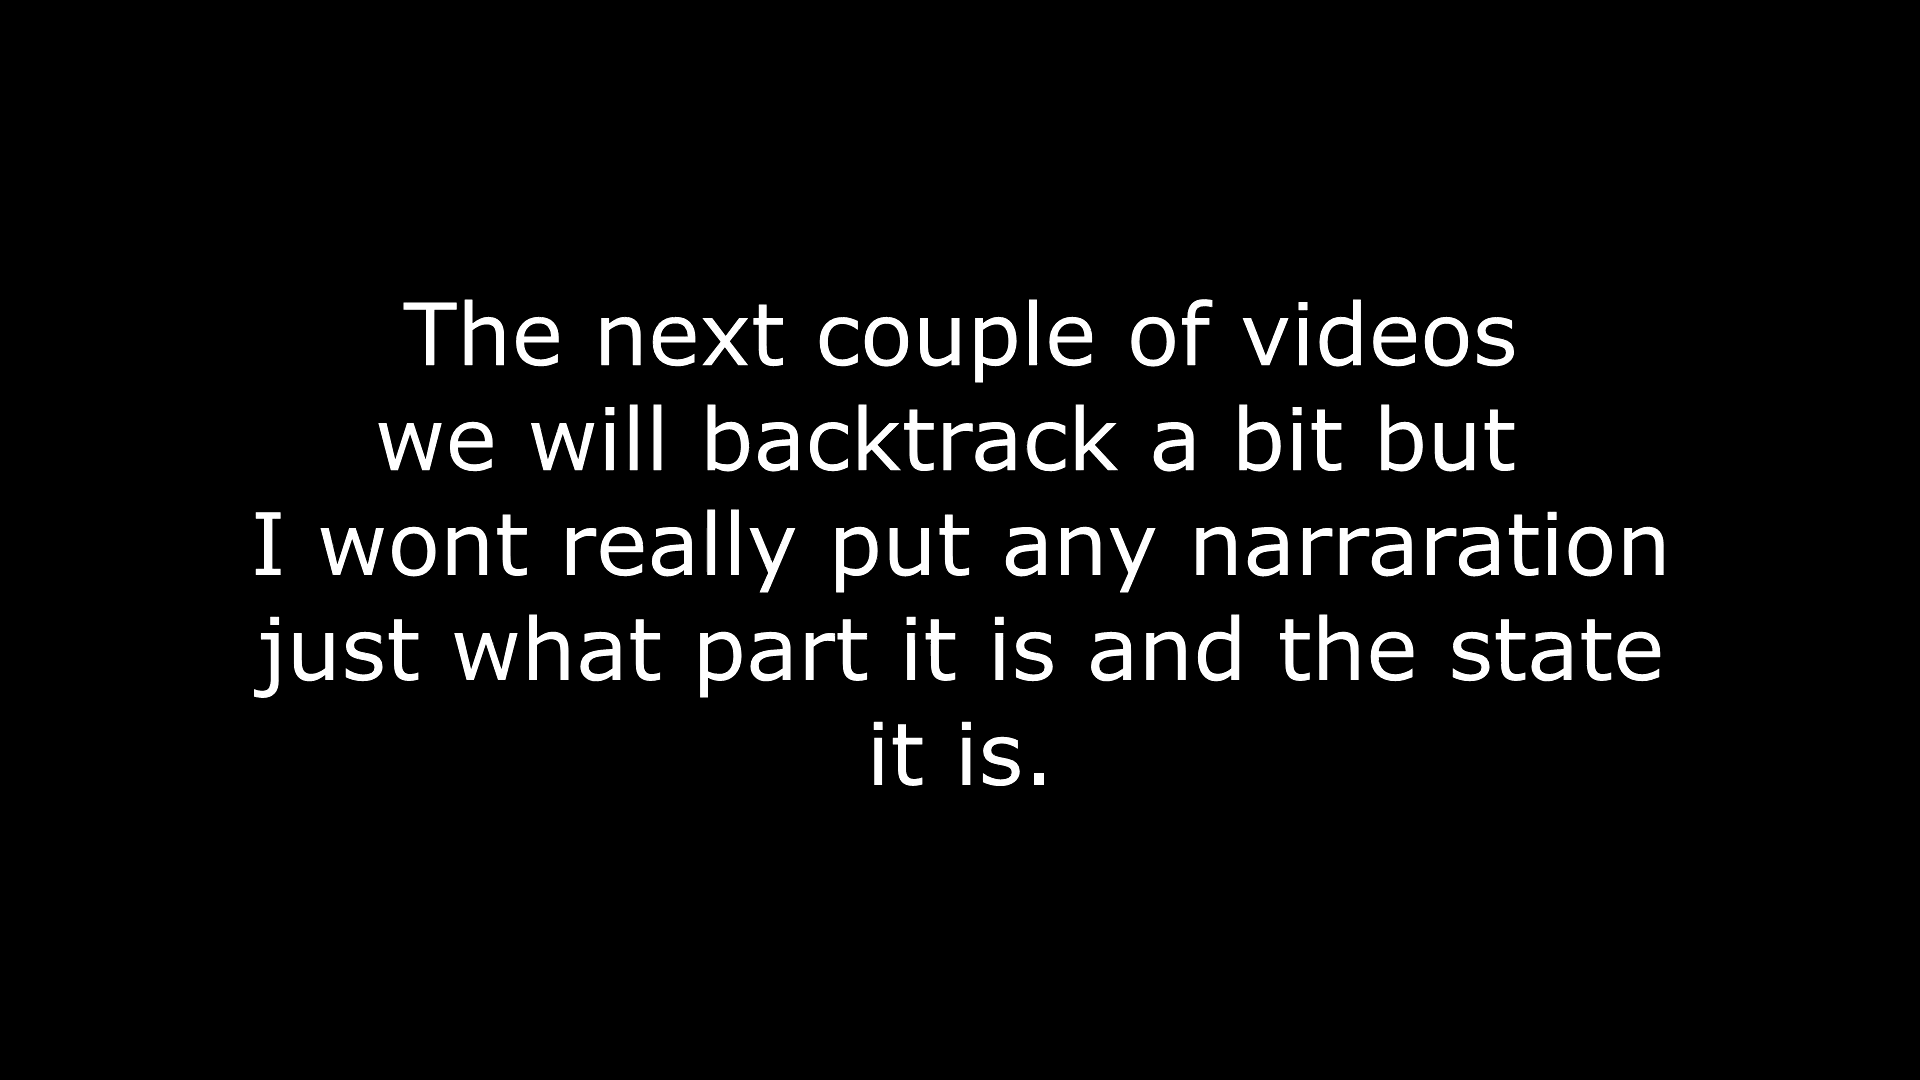 The next couple of videos
we will backtrack a bit but
I wont really put any narraration
just what part it is and the state
it is.